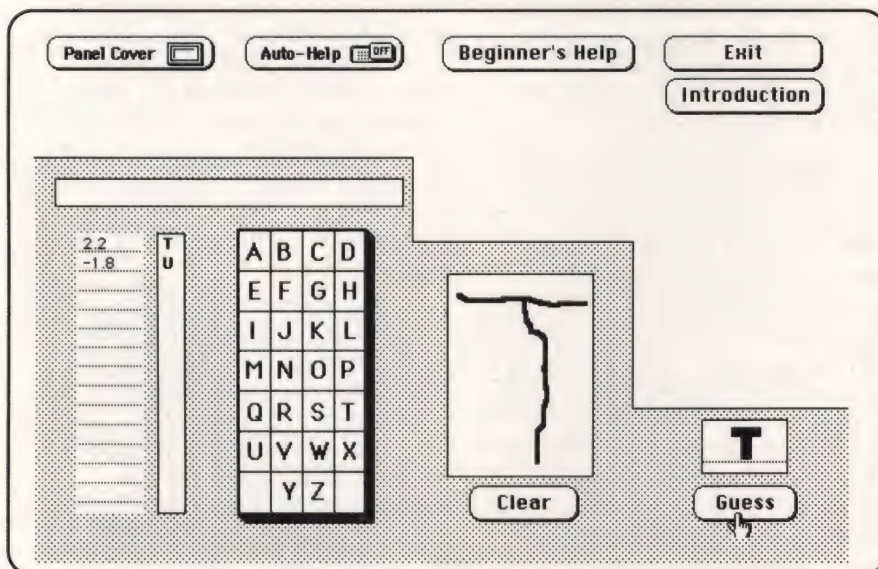 Panel Cover
Auto-Help OFF
Beginner's Help
Exit
Introduction
2.2 T
-1.8 U
A B C D
E F G H
I J K L
M N O P
Q R S T
U V W X
Y Z
T
Clear
Guess